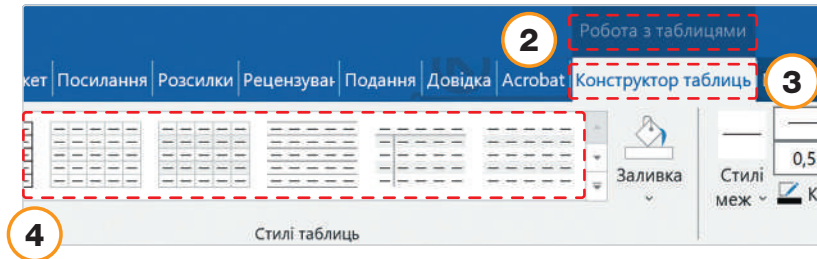 2
Робота з таблицями
кет Посилання Розсилки Рецензуван Подання Довідка Acrobat Конструктор таблиць 3
0,5
Заливка
Стилі
меж
К
4
Стилі таблиць